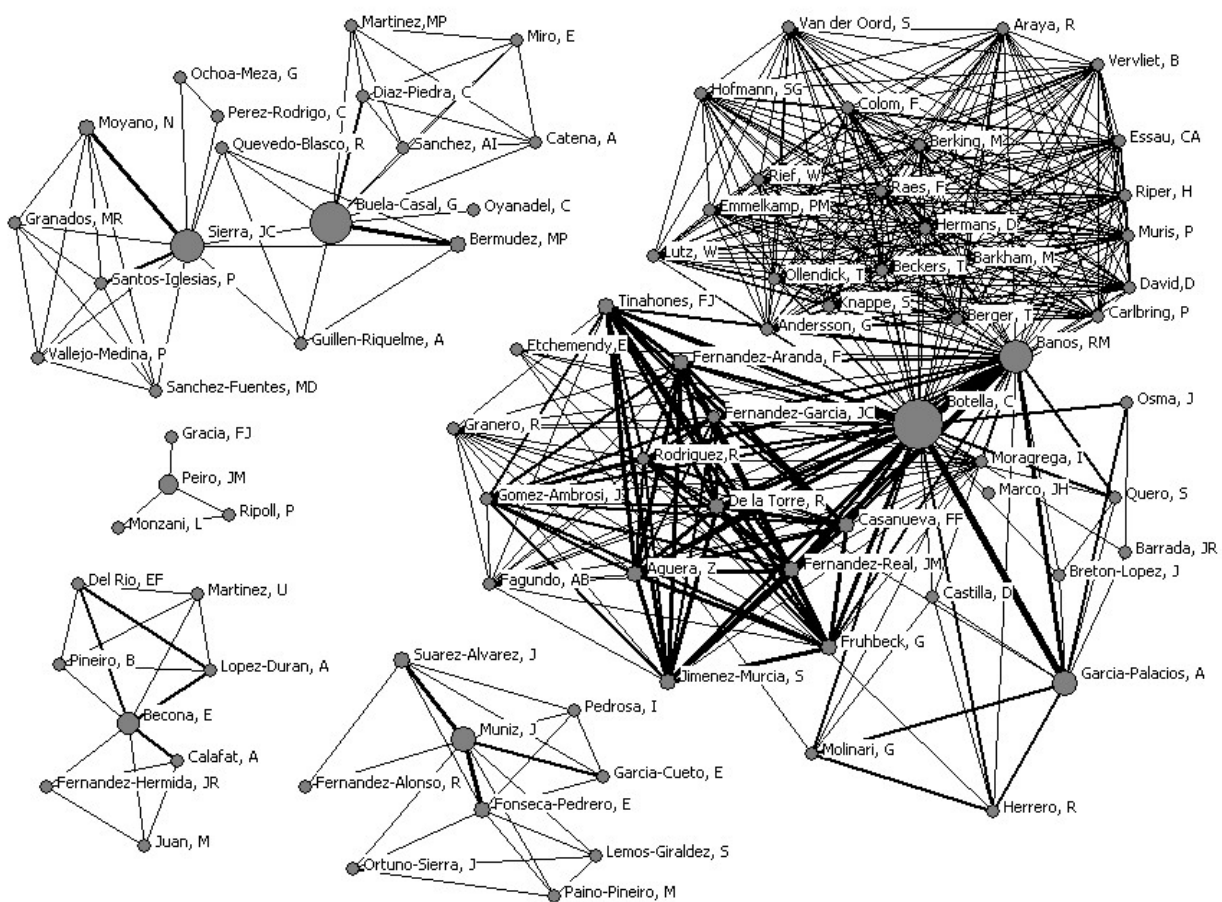 Martinez,MP
Miro, E
Ochoa-Meza, G
Diaz-Piedra, C
Perez-Rodrigo, C
Moyano, N
Quevedo-Blasco, R
Sanchez, AI
Catena, A
Buela-Casal, G
Oyanadel, C
Granados, MR
Sierra, JC
Bermudez, MP
Santos-Iglesias, P
Guillen-Riquelme, A
Vallejo-Medina, P
Sanchez-Fuentes, MD
Van der Oord, S
Araya, R
Vervliet, B
Hofmann, SG
Colom, F
Essau, CA
Berking, M
Rief, W
Raes, F
Riper, H
Emmelkamp, PM
Hermans, D
Muris, P
Lutz, W
Barkham, M
Ollendick, T
Beckers, T
David,D
Knappe, S
Tinahones, FJ
Andersson, G
Berger, T
Carlbring, P
Banos, RM
Etchemendy,E
Fernandez-Aranda, F
Botella, C
Osma, J
Fernandez-Garcia, JC
Granero, R
Rodriguez,R
Moragrega, I
Gomez-Ambrosi, J
De la Torre, R
Marco, JH
Quero, S
Casanueva, FF
Barrada, JR
Aguera, Z
Fernandez-Real, JM
Breton-Lopez, J
Fagundo, AB
Castilla, D
Fruhbeck, G
Jimenez-Murcia, S
Garcia-Palacios, A
Molinari, G
Herrero, R
Gracia, FJ
Peiro, JM
Monzani, L
Ripoll, P
Del Rio, EF
Martinez, U
Pineiro, B
Lopez-Duran, A
Becona, E
Calafat, A
Fernandez-Hermida, JR
Juan, M
Suarez-Alvarez, J
Pedrosa, I
Muniz, J
Fernandez-Alonso, R
Garcia-Cueto, E
Fonseca-Pedrero, E
Ortuno-Sierra, J
Lemos-Giraldez, S
Paino-Pineiro, M